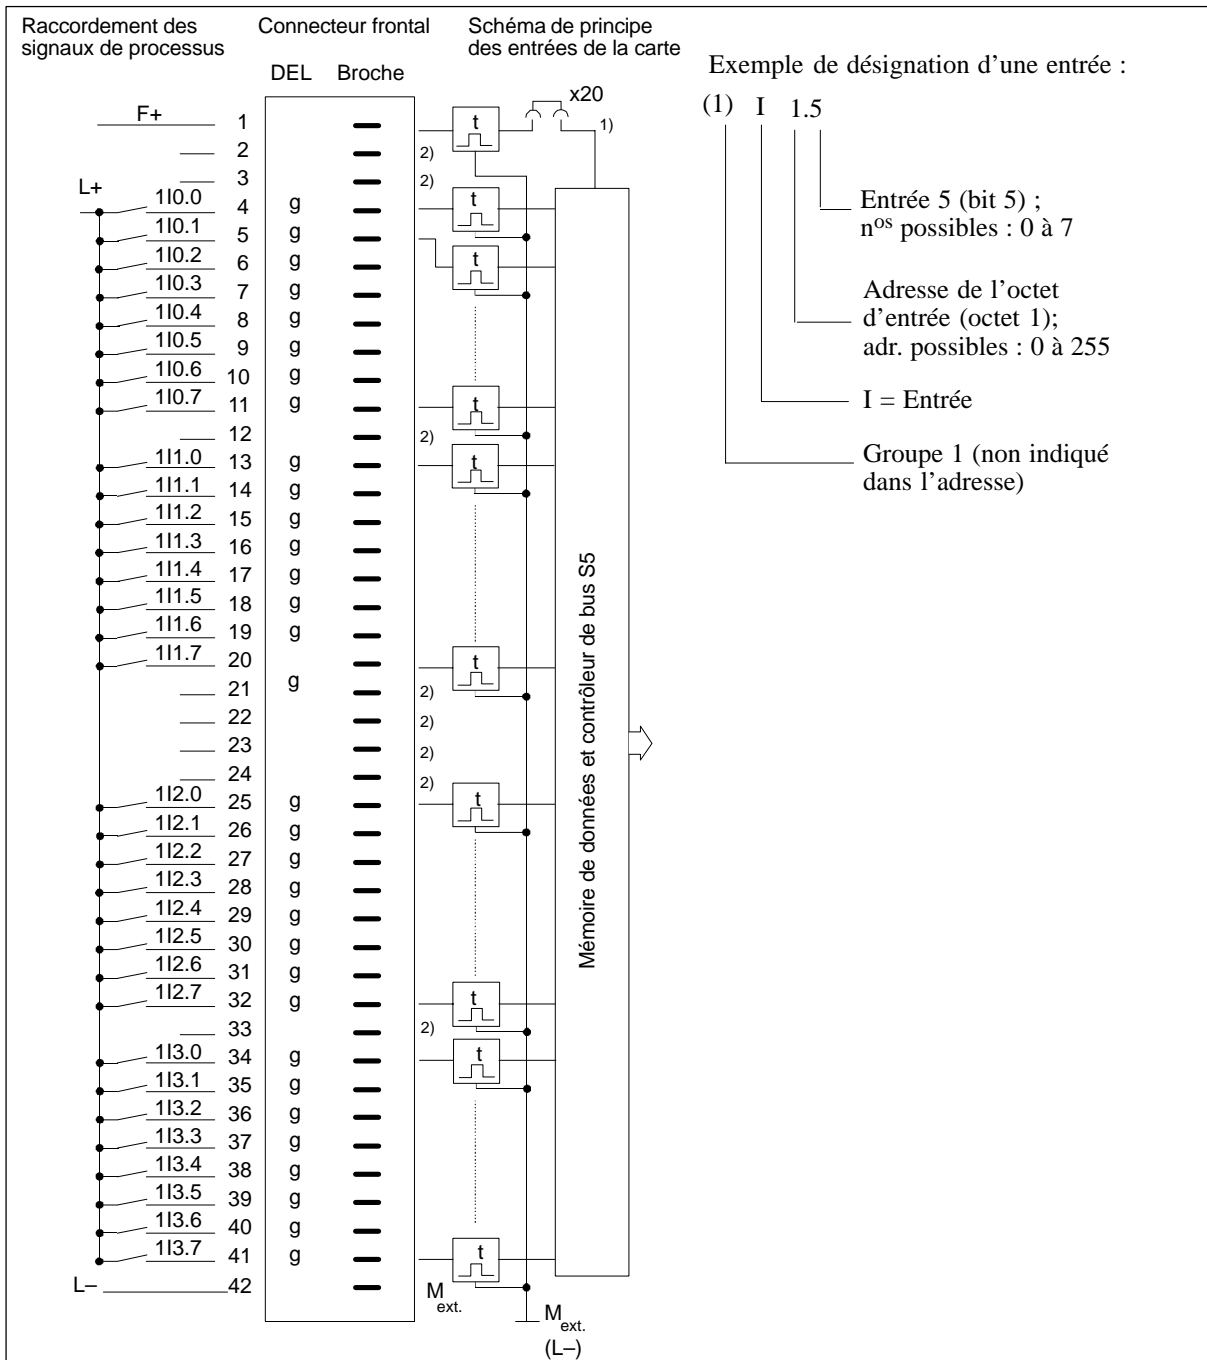 Raccordement des
signaux de processus
Connecteur frontal
Schéma de principe
des entrées de la carte
DEL Broche
F+ 1 t x20 1)
2 2)
3 2)
L+
1I0.0 4 g t
1I0.1 5 g
1I0.2 6 g t
1I0.3 7 g
1I0.4 8 g
1I0.5 9 g
1I0.6 10 g
1I0.7 11 g t
12 2)
1I1.0 13 g t
1I1.1 14 g
1I1.2 15 g
1I1.3 16 g
1I1.4 17 g
1I1.5 18 g
1I1.6 19 g
1I1.7 20 t
21 g 2)
22 2)
23 2)
24 2)
1I2.0 25 g t
1I2.1 26 g
1I2.2 27 g
1I2.3 28 g
1I2.4 29 g
1I2.5 30 g
1I2.6 31 g
1I2.7 32 g t
33 2)
1I3.0 34 g t
1I3.1 35 g
1I3.2 36 g
1I3.3 37 g
1I3.4 38 g
1I3.5 39 g
1I3.6 40 g
1I3.7 41 g t
L– 42 M ext.
M ext.
(L–)
Mémoire de données et contrôleur de bus S5
Exemple de désignation d’une entrée :
(1) I 1.5
Entrée 5 (bit 5) ;
nos possibles : 0 à 7
Adresse de l’octet
d’entrée (octet 1);
adr. possibles : 0 à 255
I = Entrée
Groupe 1 (non indiqué
dans l’adresse)